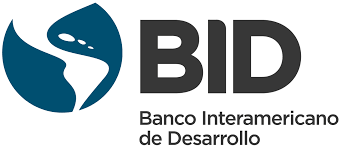 BID
Banco Interamericano
de Desarrollo